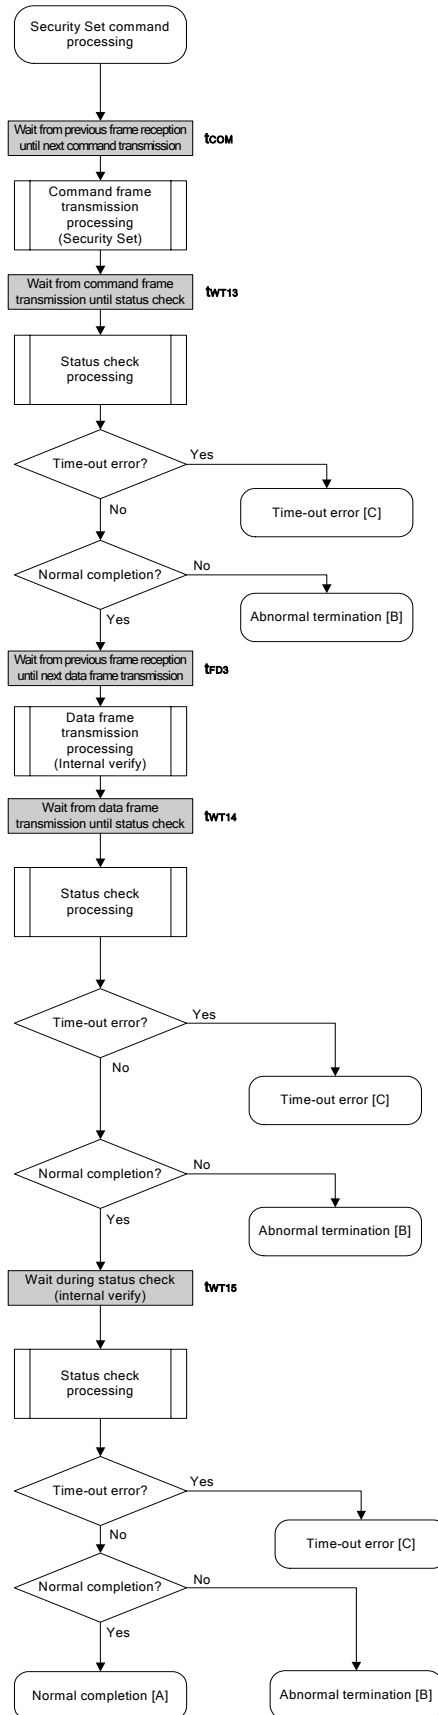 Security Set command
processing
Wait from previous frame reception
until next command transmission
tCOM
Command frame
transmission
processing
(Security Set)
Wait from command frame
transmission until status check
tWT13
Status check
processing
Time-out error?
Yes
No
Time-out error [C]
Normal completion?
No
Yes
Abnormal termination [B]
Wait from previous frame reception
until next data frame transmission
tFD3
Data frame
transmission
processing
(Internal verify)
Wait from data frame
transmission until status check
tWT14
Status check
processing
Time-out error?
Yes
No
Time-out error [C]
Normal completion?
No
Yes
Abnormal termination [B]
Wait during status check
(internal verify)
tWT15
Status check
processing
Time-out error?
Yes
No
Time-out error [C]
Normal completion?
No
Yes
Normal completion [A]
Abnormal termination [B]